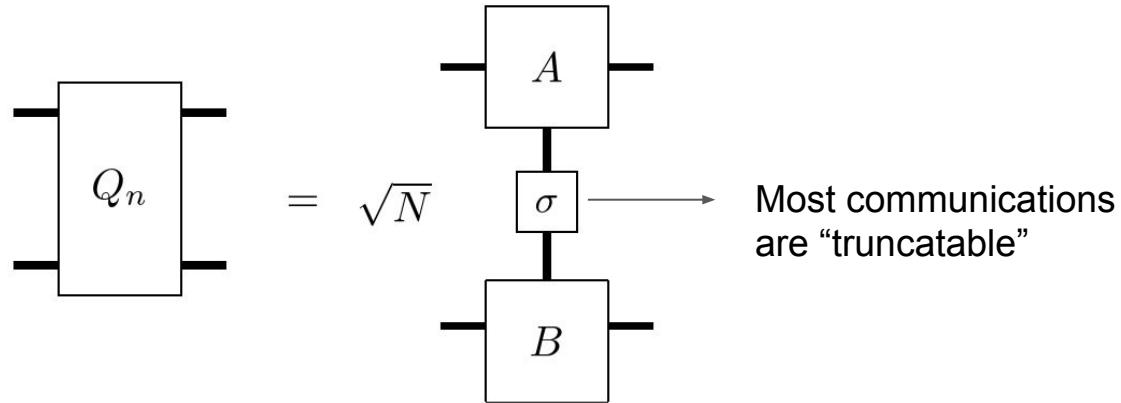 A
Q_n
= √N
σ
Most communications
are “truncatable”
B